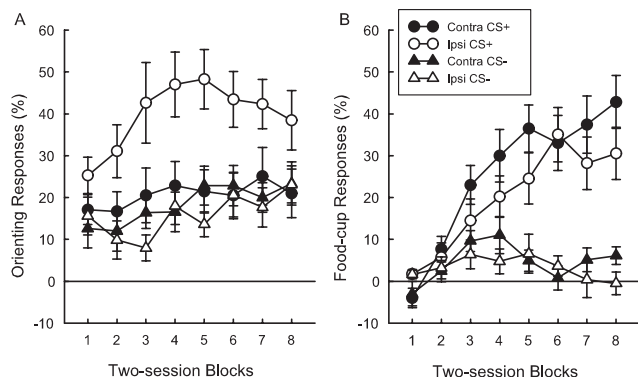 A
60
50
40
30
20
10
0
-10
Orienting Responses (%)
1 2 3 4 5 6 7 8
Two-session Blocks
B
60
50
40
30
20
10
0
-10
Food-cup Responses (%)
Contra CS+
Ipsi CS+
Contra CS-
Ipsi CS-
1 2 3 4 5 6 7 8
Two-session Blocks